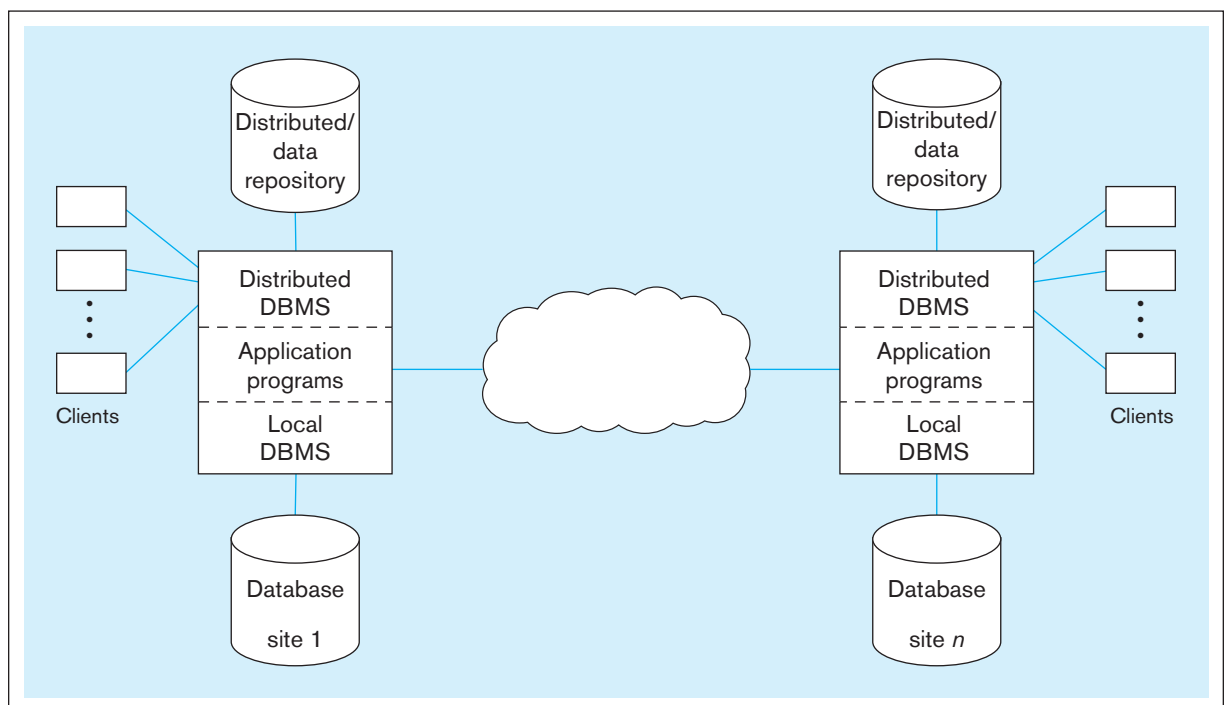 Distributed/
data
repository
Distributed
DBMS
Application
programs
Local
DBMS
Clients
Database
site 1
Distributed/
data
repository
Distributed
DBMS
Application
programs
Local
DBMS
Clients
Database
site n